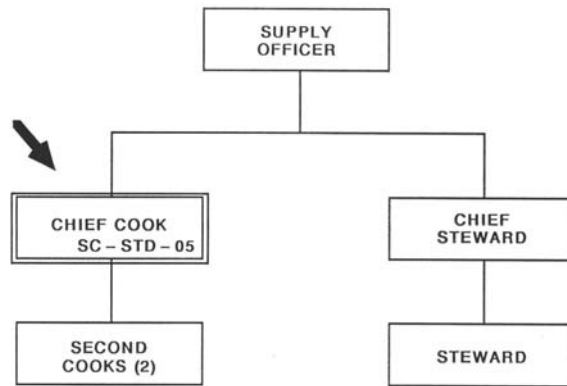 SUPPLY
OFFICER
CHIEF COOK
SC – STD – 05
CHIEF
STEWARD
SECOND
COOKS (2)
STEWARD